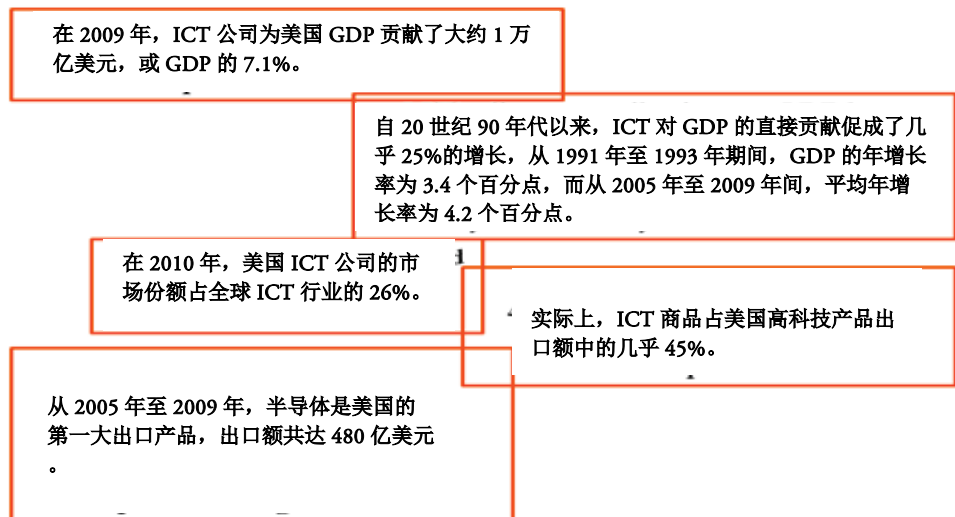 在 2009 年，ICT 公司为美国 GDP 贡献了大约 1 万
亿美元，或 GDP 的 7.1%。
自 20 世纪 90 年代以来，ICT 对 GDP 的直接贡献促成了几
乎 25%的增长，从 1991 年至 1993 年期间，GDP 的年增长
率为 3.4 个百分点，而从 2005 年至 2009 年间，平均年增
长率为 4.2 个百分点。
在 2010 年，美国 ICT 公司的市
场份额占全球 ICT 行业的 26%。
实际上，ICT 商品占美国高科技产品出
口额中的几乎 45%。
从 2005 年至 2009 年，半导体是美国的
第一大出口产品，出口额共达 480 亿美元
。